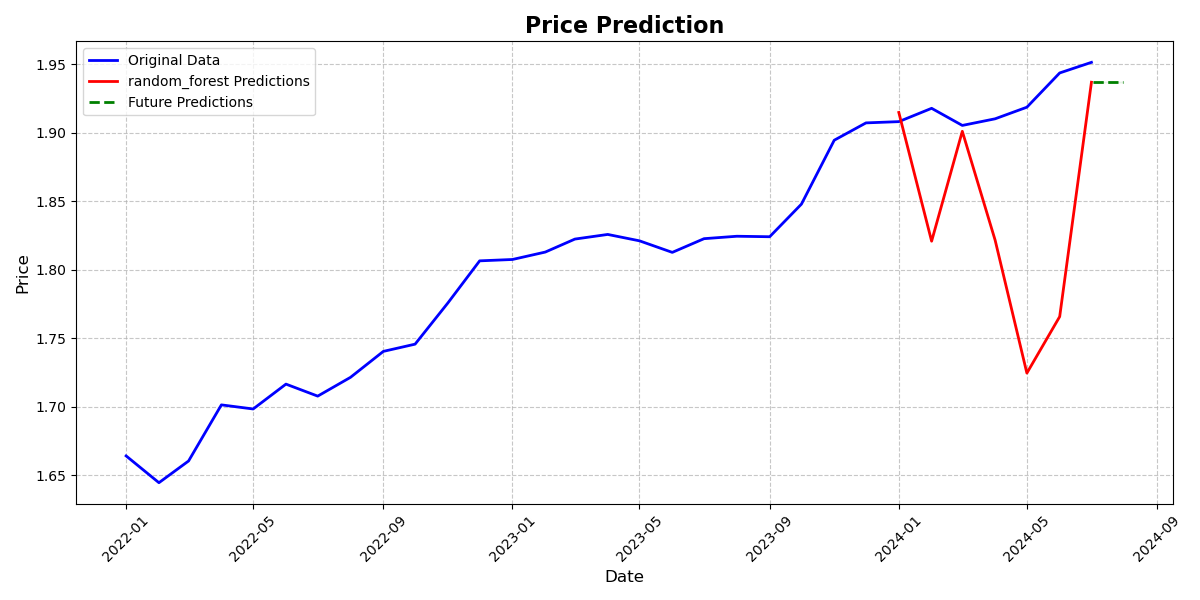 Price Prediction
Original Data
random_forest Predictions
Future Predictions
Price
1.95
1.90
1.85
1.80
1.75
1.70
1.65
2022-01
2022-05
2022-09
2023-01
2023-05
2023-09
2024-01
2024-05
2024-09
Date